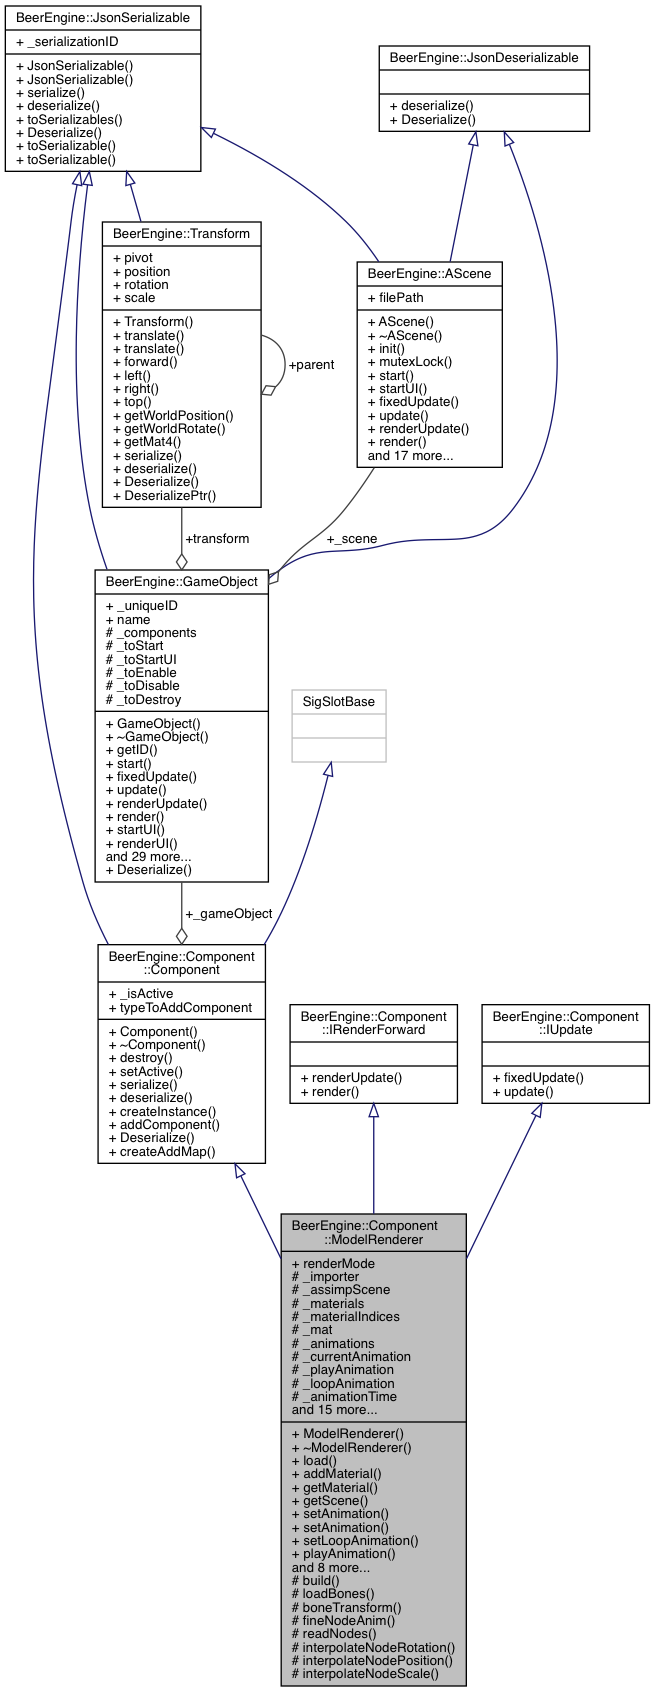 BeerEngine::JsonSerializable
+ _serializationID
+ JsonSerializable()
+ JsonSerializable()
+ serialize()
+ deserialize()
+ toSerializables()
+ Deserialize()
+ toSerializable()
+ toSerializable()
BeerEngine::JsonDeserializable
+ deserialize()
+ Deserialize()
BeerEngine::Transform
+ pivot
+ position
+ rotation
+ scale
+ Transform()
+ translate()
+ translate()
+ forward()
+ left()
+ right()
+ top()
+ getWorldPosition()
+ getWorldRotate()
+ getMat4()
+ serialize()
+ deserialize()
+ Deserialize()
+ DeserializePtr()
+parent
BeerEngine::AScene
+ filePath
+ AScene()
+ ~AScene()
+ init()
+ mutexLock()
+ start()
+ startUI()
+ fixedUpdate()
+ update()
+ renderUpdate()
+ render()
and 17 more...
+transform
+_scene
BeerEngine::GameObject
+ _uniqueID
+ name
# _components
# _toStart
# _toStartUI
# _toEnable
# _toDisable
# _toDestroy
+ GameObject()
+ ~GameObject()
+ getID()
+ start()
+ fixedUpdate()
+ update()
+ renderUpdate()
+ render()
+ startUI()
+ renderUI()
and 29 more...
+ Deserialize()
SigSlotBase
+_gameObject
BeerEngine::Component
::Component
+ _isActive
+ typeToAddComponent
+ Component()
+ ~Component()
+ destroy()
+ setActive()
+ serialize()
+ deserialize()
+ createInstance()
+ addComponent()
+ Deserialize()
+ createAddMap()
BeerEngine::Component
::IRenderForward
+ renderUpdate()
+ render()
BeerEngine::Component
::IUpdate
+ fixedUpdate()
+ update()
BeerEngine::Component
::ModelRenderer
+ renderMode
# _importer
# _assimpScene
# _materials
# _materialIndices
# _mat
# _animations
# _currentAnimation
# _playAnimation
# _loopAnimation
# _animationTime
and 15 more...
+ ModelRenderer()
+ ~ModelRenderer()
+ load()
+ addMaterial()
+ getMaterial()
+ getScene()
+ setAnimation()
+ setAnimation()
+ setLoopAnimation()
+ playAnimation()
and 8 more...
# build()
# loadBones()
# boneTransform()
# fineNodeAnim()
# readNodes()
# interpolateNodeRotation()
# interpolateNodePosition()
# interpolateNodeScale()